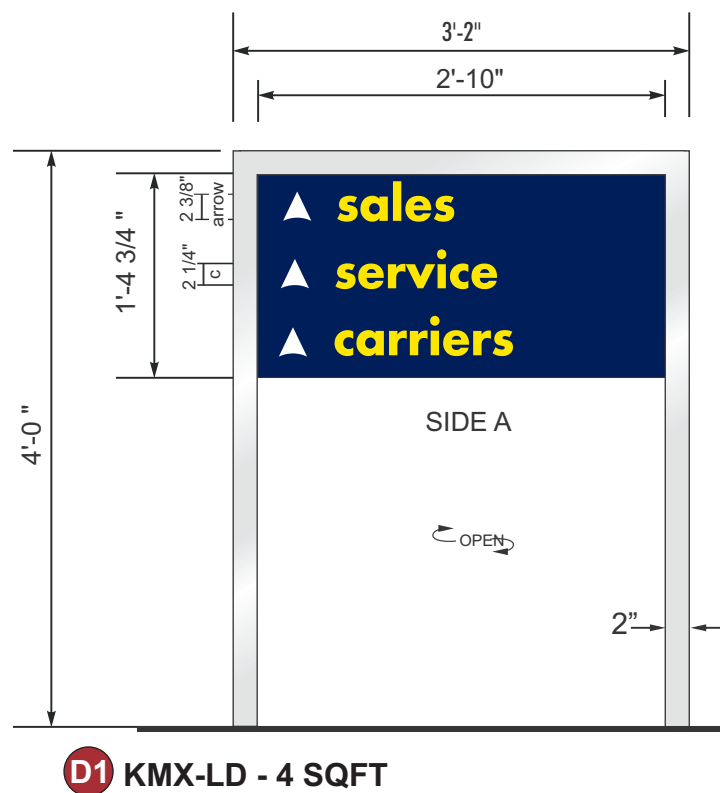 3'-2"
2'-10"
2 3/8"
arrow
sales
1'-4 3/4 "
2 1/4"
c
service
carriers
SIDE A
4'-0 "
OPEN
2”
D1 KMX-LD - 4 SQFT